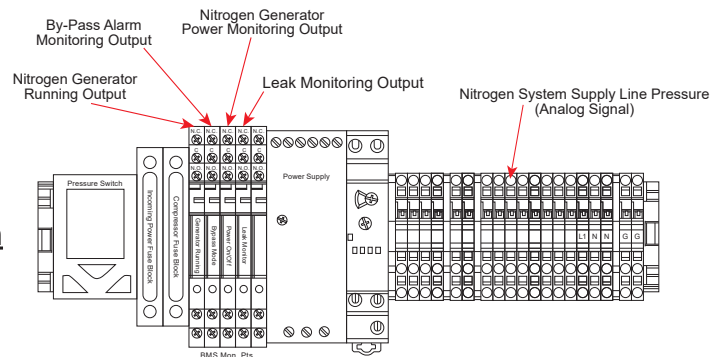 Nitrogen Generator
Power Monitoring Output
By-Pass Alarm
Monitoring Output
Nitrogen Generator
Running Output
Leak Monitoring Output
Nitrogen System Supply Line Pressure
(Analog Signal)
N.C. N.C. N.C. N.C. N.C.
C C C C C
N.O. N.O. N.O. N.O. N.O.
Pressure Switch
Incoming Power Fuse Block
Compressor Fuse Block
Generator Running
Bypass Mode
Power On/Off
Leak Monitor
Power Supply
L1 N N G G
BMS Mon. Pts.